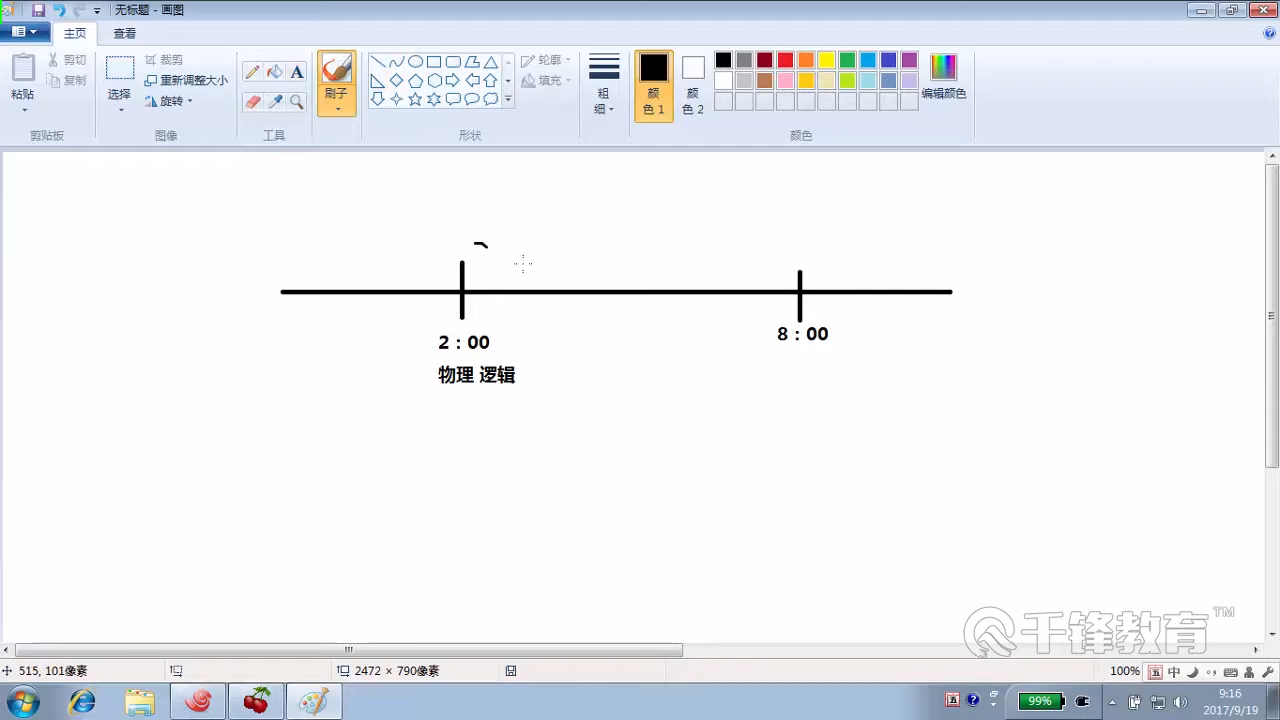 无标题 - 画图
主页 查看
粘贴 剪切 复制
选择 裁剪 重新调整大小 旋转
刷子
轮廓 填充
粗细
颜色 1
颜色 2
编辑颜色
剪贴板 图像 工具 形状 颜色
2：00
8：00
物理 逻辑
千锋教育 TM
515, 101像素 2472 × 790像素 100%
五 中
99%
9:16
2017/9/19